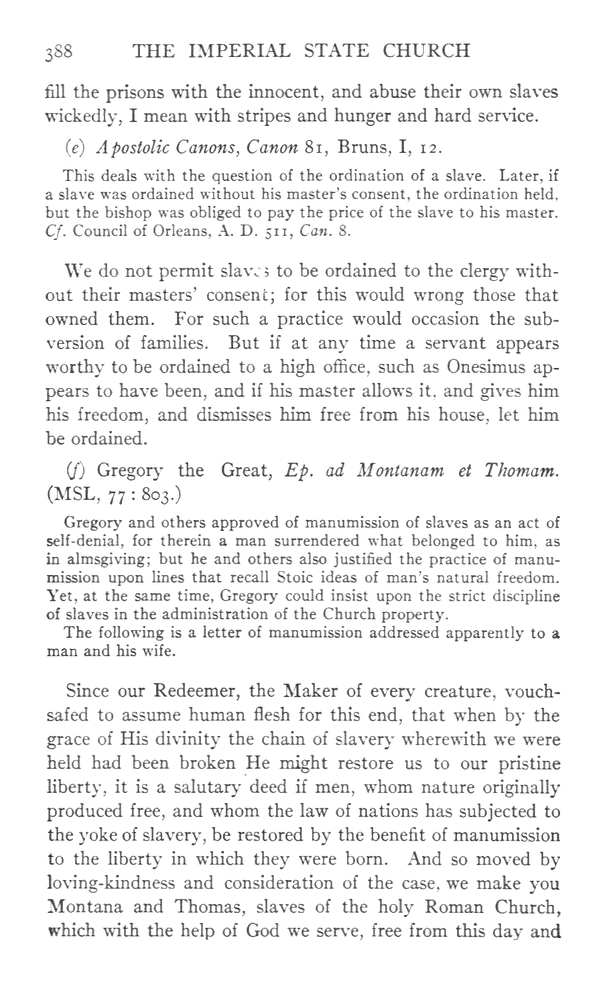 388 THE IMPERIAL STATE CHURCH
fill the prisons with the innocent, and abuse their own slaves
wickedly, I mean with stripes and hunger and hard service.
(e) Apostolic Canons, Canon 81, Bruns, I, 12.
This deals with the question of the ordination of a slave. Later, if
a slave was ordained without his master's consent, the ordination held,
but the bishop was obliged to pay the price of the slave to his master.
Cf. Council of Orleans, A. D. 511, Can. 8.
We do not permit slaves to be ordained to the clergy with-
out their masters' consent; for this would wrong those that
owned them. For such a practice would occasion the sub-
version of families. But if at any time a servant appears
worthy to be ordained to a high office, such as Onesimus ap-
pears to have been, and if his master allows it, and gives him
his freedom, and dismisses him free from his house, let him
be ordained.
(f) Gregory the Great, Ep. ad Montanam et Thomam.
(MSL, 77 : 803.)
Gregory and others approved of manumission of slaves as an act of
self-denial, for therein a man surrendered what belonged to him, as
in almsgiving; but he and others also justified the practice of manu-
mission upon lines that recall Stoic ideas of man's natural freedom.
Yet, at the same time, Gregory could insist upon the strict discipline
of slaves in the administration of the Church property.
The following is a letter of manumission addressed apparently to a
man and his wife.
Since our Redeemer, the Maker of every creature, vouch-
safed to assume human flesh for this end, that when by the
grace of His divinity the chain of slavery wherewith we were
held had been broken He might restore us to our pristine
liberty, it is a salutary deed if men, whom nature originally
produced free, and whom the law of nations has subjected to
the yoke of slavery, be restored by the benefit of manumission
to the liberty in which they were born. And so moved by
loving-kindness and consideration of the case, we make you
Montana and Thomas, slaves of the holy Roman Church,
which with the help of God we serve, free from this day and